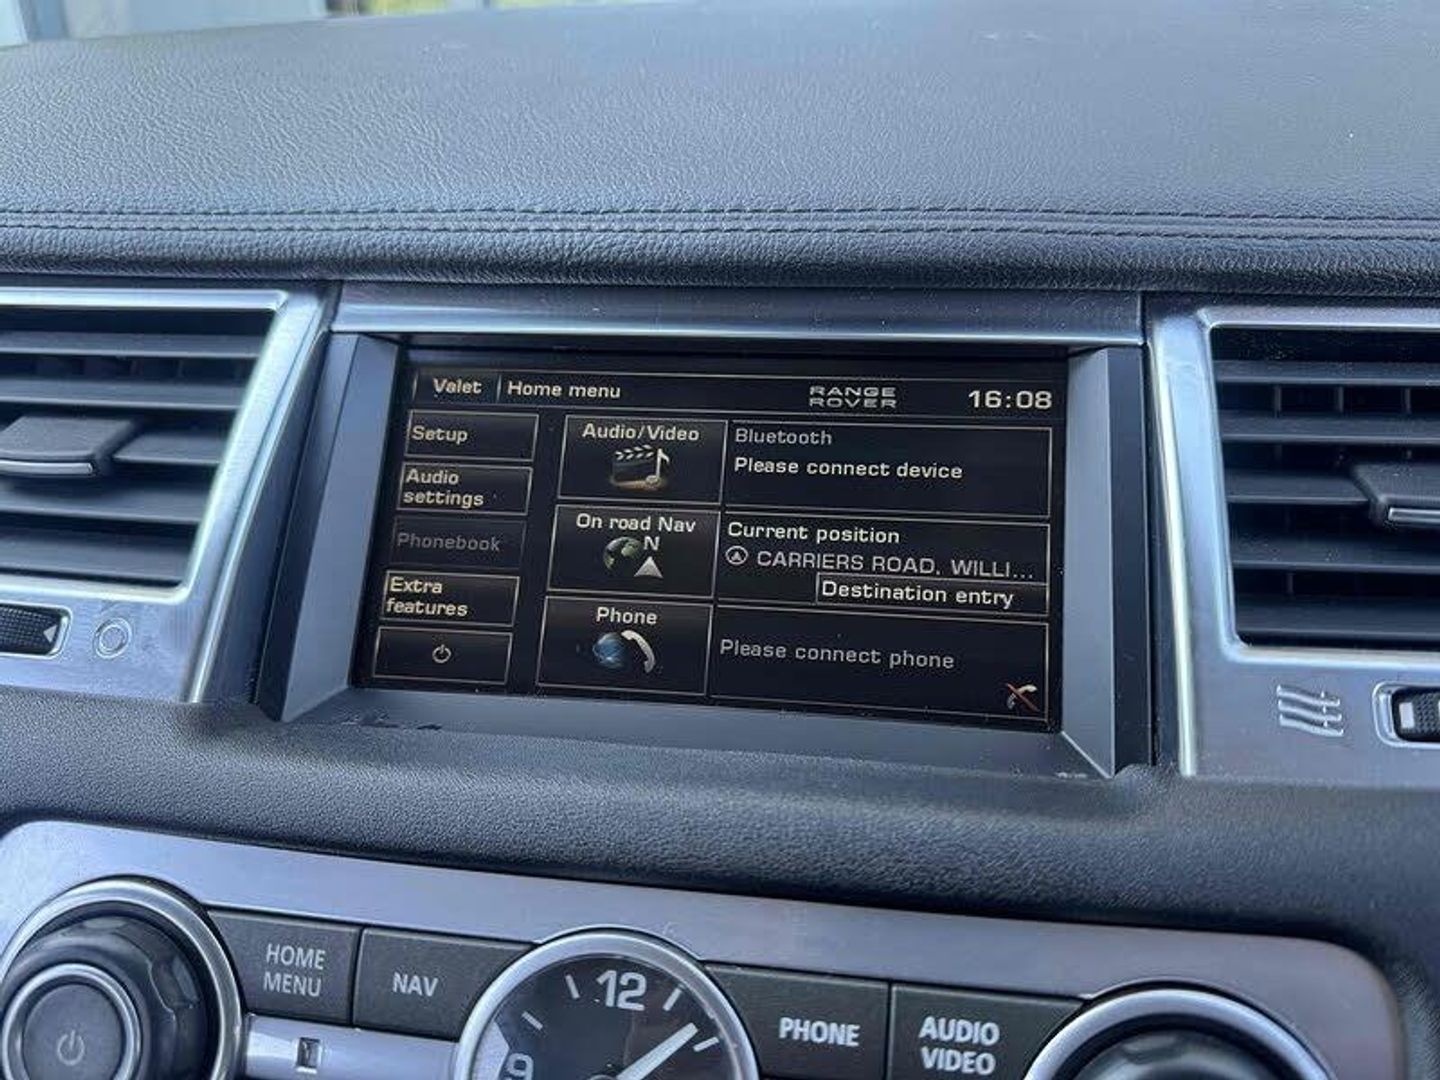 Valet
Home menu
RANGE
ROVER
16:08
Setup
Audio
settings
Phonebook
Extra
features
Audio/Video
On road Nav
N
Phone
Bluetooth
Please connect device
Current position
CARRIERS ROAD, WILLI...
Destination entry
Please connect phone
HOME
MENU
NAV
12
9
PHONE
AUDIO
VIDEO